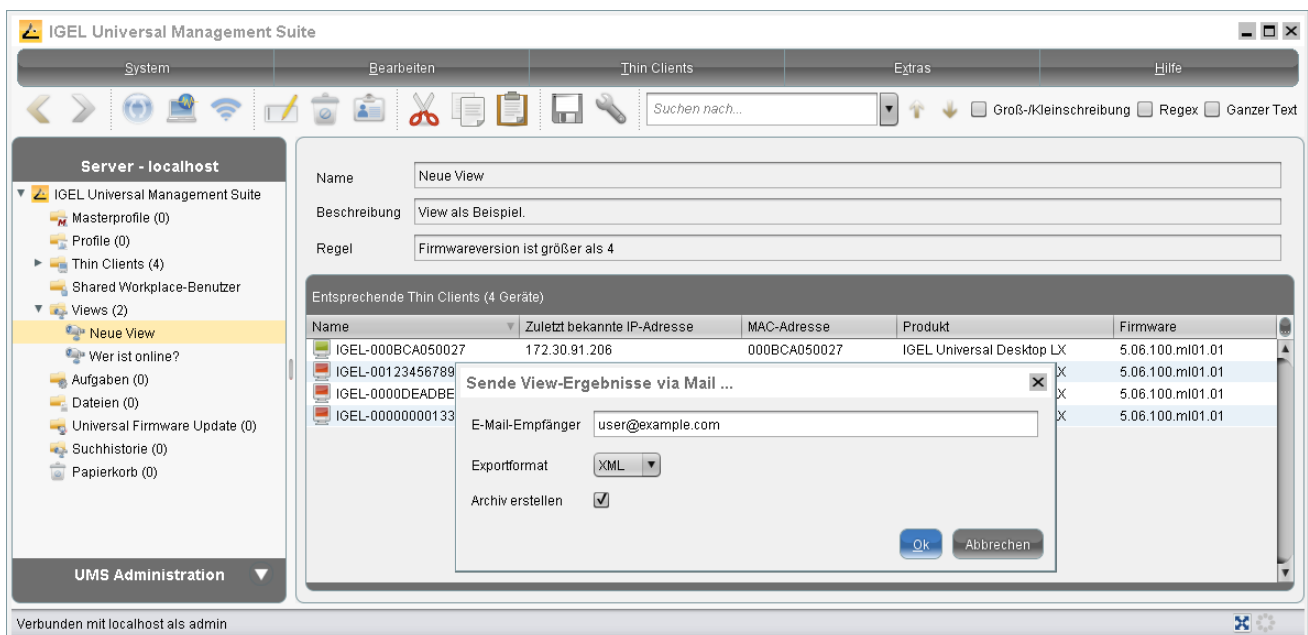 IGEL Universal Management Suite
System Bearbeiten Thin Clients Extras Hilfe
Suchen nach... Groß-/Kleinschreibung Regex Ganzer Text
Server - localhost
IGEL Universal Management Suite
Masterprofile (0)
Profile (0)
Thin Clients (4)
Shared Workplace-Benutzer
Views (2)
Neue View
Wer ist online?
Aufgaben (0)
Dateien (0)
Universal Firmware Update (0)
Suchhistorie (0)
Papierkorb (0)
UMS Administration
Name Neue View
Beschreibung View als Beispiel.
Regel Firmwareversion ist größer als 4
Entsprechende Thin Clients (4 Geräte)
Name Zuletzt bekannte IP-Adresse MAC-Adresse Produkt Firmware
IGEL-000BCA050027 172.30.91.206 000BCA050027 IGEL Universal Desktop LX 5.06.100.ml01.01
IGEL-00123456789 X 5.06.100.ml01.01
IGEL-0000DEADBE X 5.06.100.ml01.01
IGEL-00000000133 X 5.06.100.ml01.01
Sende View-Ergebnisse via Mail ...
E-Mail-Empfänger user@example.com
Exportformat XML
Archiv erstellen
Ok Abbrechen
Verbunden mit localhost als admin